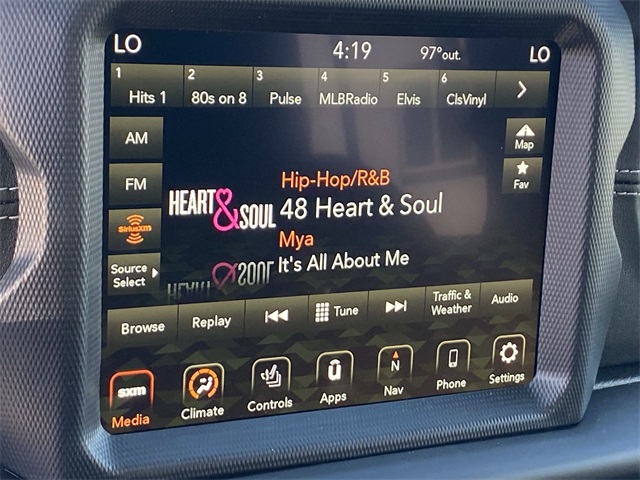 LO 4:19 97°out. LO
1 2 3 4 5 6
Hits 1 80s on 8 Pulse MLBRadio Elvis ClsVinyl
AM
Map
FM
Fav
Hip-Hop/R&B
HEART & SOUL
48 Heart & Soul
SiriusXM
Mya
It's All About Me
Source
Select
Browse Replay Tune Traffic & Weather Audio
sxm
N
Media Climate Controls Apps Nav Phone Settings